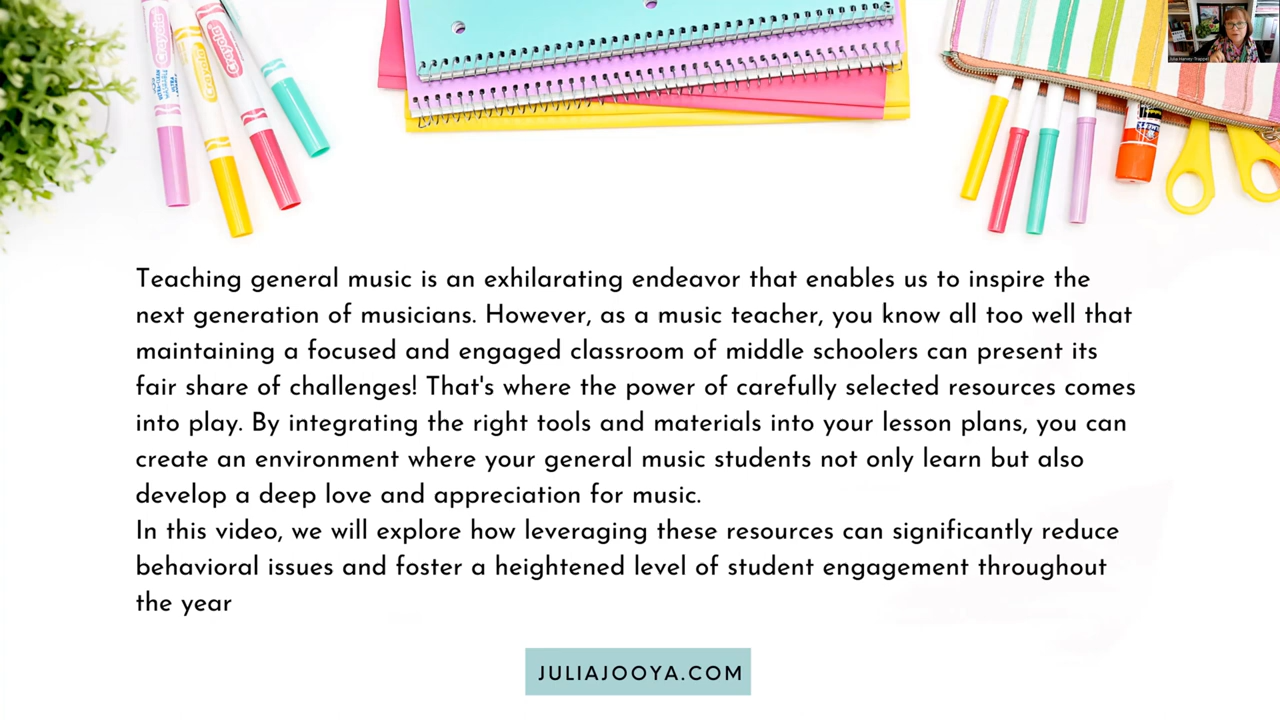 Crayola
Crayola
Crayola
ULTRA-CLEAN
Teaching general music is an exhilarating endeavor that enables us to inspire the
next generation of musicians. However, as a music teacher, you know all too well that
maintaining a focused and engaged classroom of middle schoolers can present its
fair share of challenges! That's where the power of carefully selected resources comes
into play. By integrating the right tools and materials into your lesson plans, you can
create an environment where your general music students not only learn but also
develop a deep love and appreciation for music.
In this video, we will explore how leveraging these resources can significantly reduce
behavioral issues and foster a heightened level of student engagement throughout
the year
JULIAJOOYA.COM